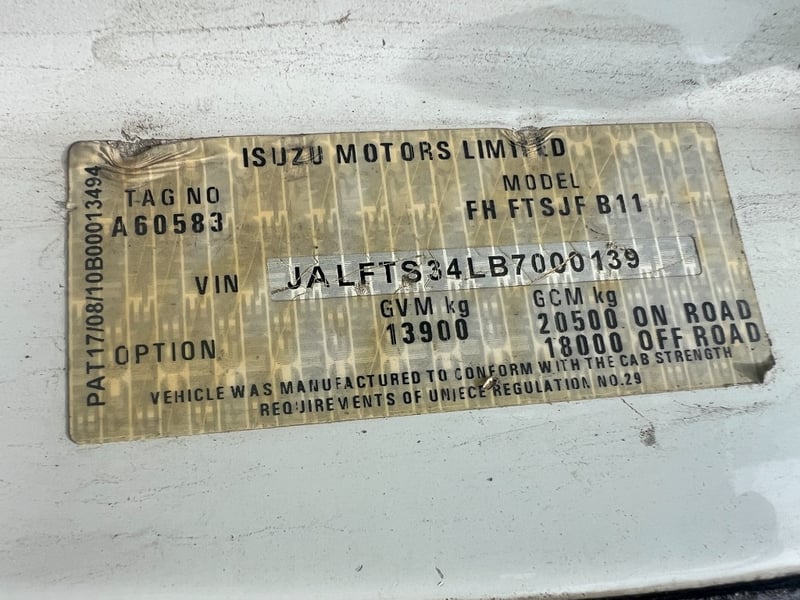 ISUZU MOTORS LIMITED
TAG NO
MODEL
A60583
FH FTSJF B11
VIN
JALFTS34LB7000139
GVM kg
GCM kg
13900
20500 ON ROAD
OPTION
18000 OFF ROAD
VEHICLE WAS MANUFACTURED TO CONFORM WITH THE CAB STRENGTH
REQUIREMENTS OF UN/ECE REGULATION NO.29
PAT17/08/10B00013494